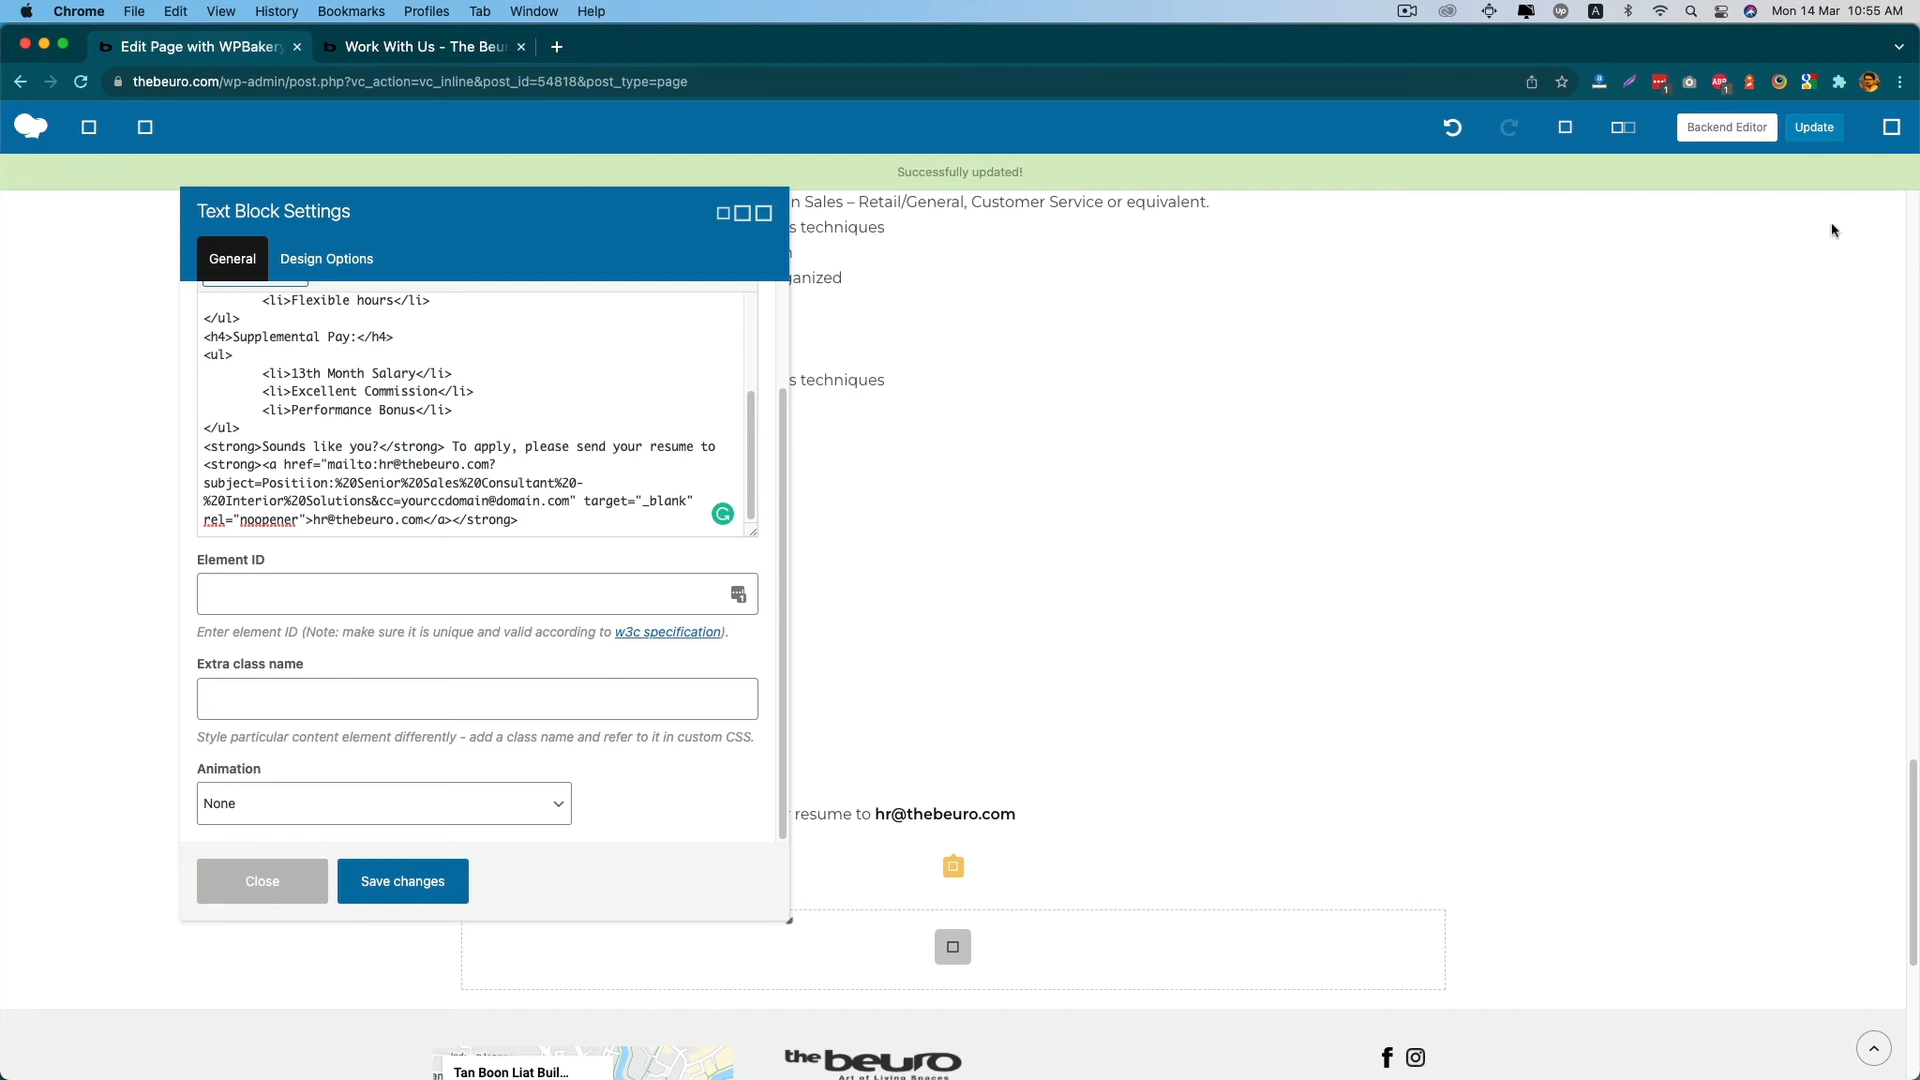 Chrome File Edit View History Bookmarks Profiles Tab Window Help
A Mon 14 Mar 10:55 AM
Edit Page with WPBakery
Work With Us - The Beur
thebeuro.com/wp-admin/post.php?vc_action=vc_inline&post_id=54818&post_type=page
Backend Editor
Update
Successfully updated!
Text Block Settings
General
Design Options
n Sales – Retail/General, Customer Service or equivalent.
s techniques
ganized
s techniques
<li>Flexible hours</li>
</ul>
<h4>Supplemental Pay:</h4>
<ul>
<li>13th Month Salary</li>
<li>Excellent Commission</li>
<li>Performance Bonus</li>
</ul>
<strong>Sounds like you?</strong> To apply, please send your resume to
<strong><a href="mailto:hr@thebeuro.com?
subject=Positiion:%20Senior%20Sales%20Consultant%20-
%20Interior%20Solutions&cc=yourccdomain@domain.com" target="_blank"
rel="noopener">hr@thebeuro.com</a></strong>
Element ID
Enter element ID (Note: make sure it is unique and valid according to w3c specification).
Extra class name
Style particular content element differently - add a class name and refer to it in custom CSS.
Animation
None
resume to hr@thebeuro.com
Close
Save changes
Tan Boon Liat Buil...
the beuro
Art of Living Spaces